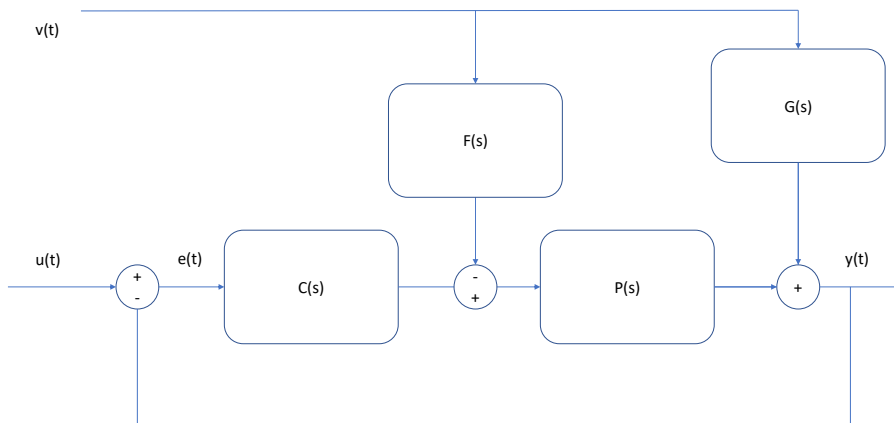 v(t)
G(s)
F(s)
u(t)
e(t)
y(t)
+
-
C(s)
-
+
P(s)
+